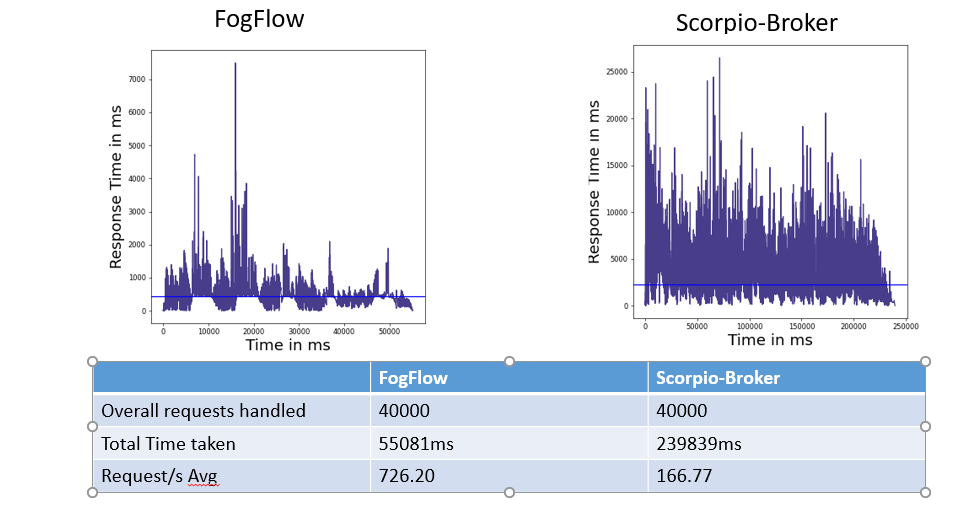 FogFlow
Scorpio-Broker
Response Time in ms
7000
6000
5000
4000
3000
2000
1000
0
0 10000 20000 30000 40000 50000
Time in ms
Response Time in ms
25000
20000
15000
10000
5000
0
0 50000 100000 150000 200000 250000
Time in ms
FogFlow Scorpio-Broker
Overall requests handled 40000 40000
Total Time taken 55081ms 239839ms
Request/s Avg 726.20 166.77